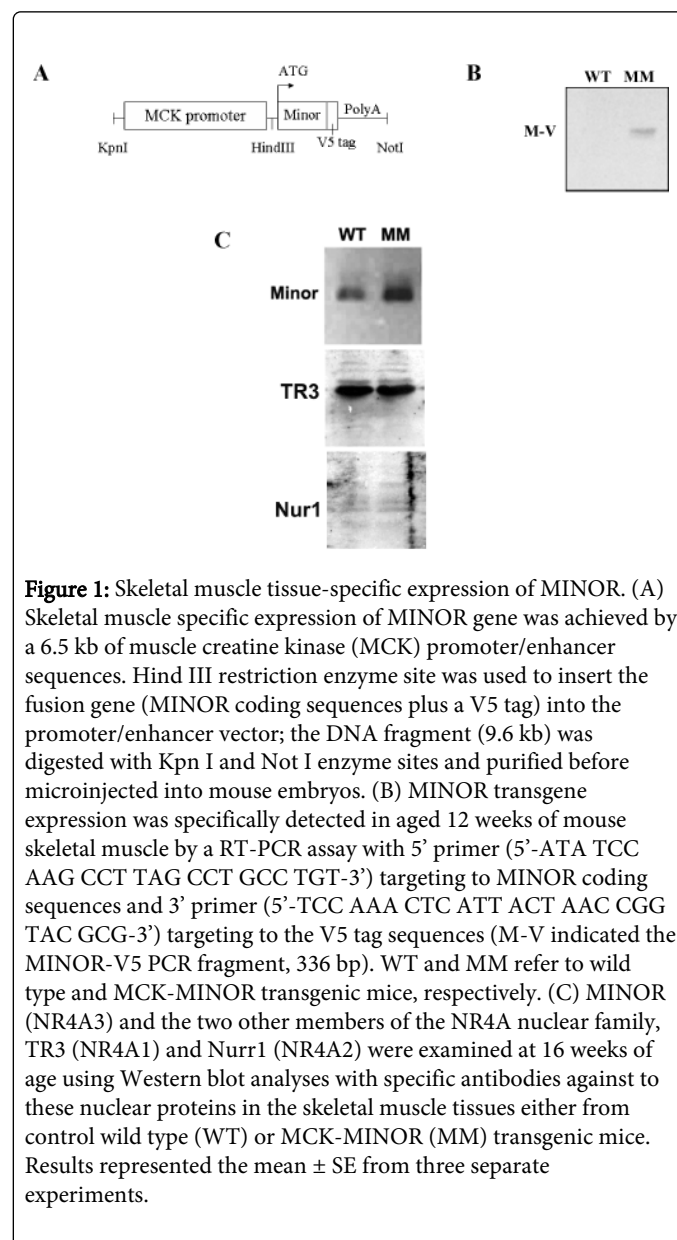 A
ATG
MCK promoter
Minor
PolyA
KpnI
HindIII
V5 tag
NotI
B
WT MM
M-V
C
WT MM
Minor
TR3
Nur1
Figure 1: Skeletal muscle tissue-specific expression of MINOR. (A)
Skeletal muscle specific expression of MINOR gene was achieved by
a 6.5 kb of muscle creatine kinase (MCK) promoter/enhancer
sequences. Hind III restriction enzyme site was used to insert the
fusion gene (MINOR coding sequences plus a V5 tag) into the
promoter/enhancer vector; the DNA fragment (9.6 kb) was
digested with Kpn I and Not I enzyme sites and purified before
microinjected into mouse embryos. (B) MINOR transgene
expression was specifically detected in aged 12 weeks of mouse
skeletal muscle by a RT-PCR assay with 5’ primer (5’-ATA TCC
AAG CCT TAG CCT GCC TGT-3’) targeting to MINOR coding
sequences and 3’ primer (5’-TCC AAA CTC ATT ACT AAC CGG
TAC GCG-3’) targeting to the V5 tag sequences (M-V indicated the
MINOR-V5 PCR fragment, 336 bp). WT and MM refer to wild
type and MCK-MINOR transgenic mice, respectively. (C) MINOR
(NR4A3) and the two other members of the NR4A nuclear family,
TR3 (NR4A1) and Nurr1 (NR4A2) were examined at 16 weeks of
age using Western blot analyses with specific antibodies against to
these nuclear proteins in the skeletal muscle tissues either from
control wild type (WT) or MCK-MINOR (MM) transgenic mice.
Results represented the mean ± SE from three separate
experiments.